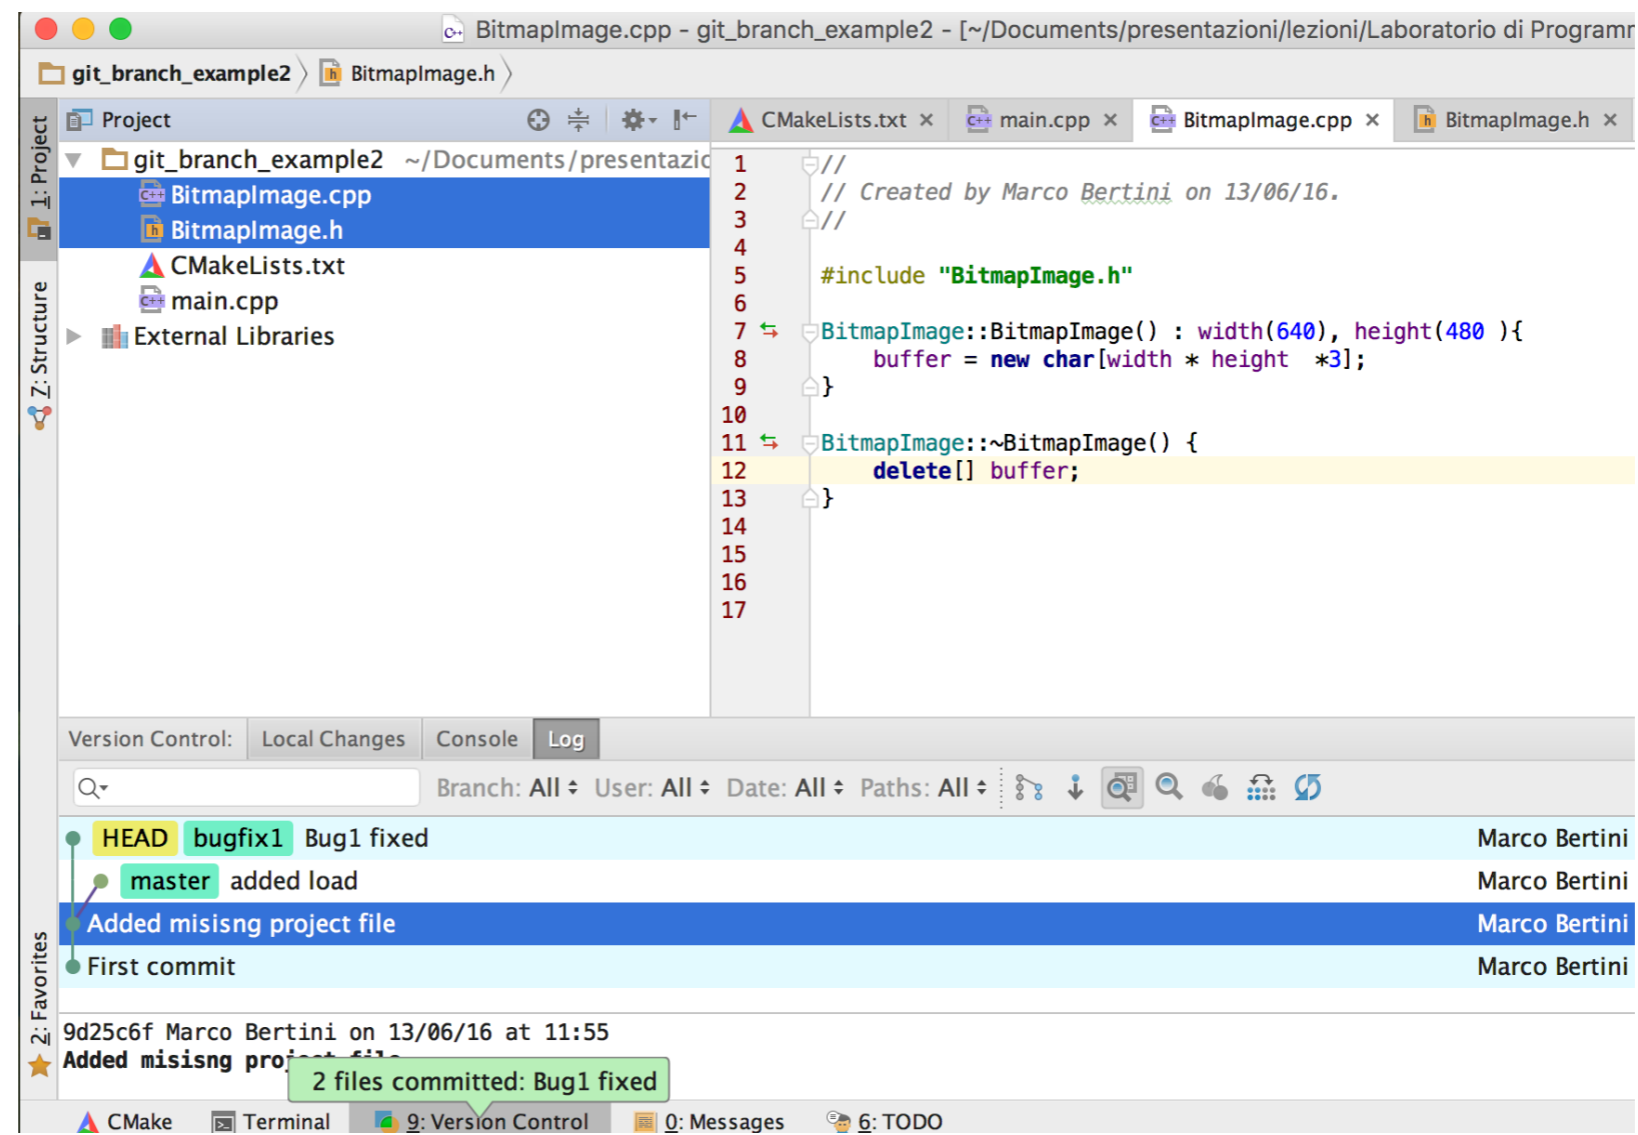 BitmapImage.cpp - git_branch_example2 - [~/Documents/presentazioni/lezioni/Laboratorio di Programm
git_branch_example2 BitmapImage.h
1: Project
Z: Structure
2: Favorites
Project
git_branch_example2 ~/Documents/presentazio
BitmapImage.cpp
BitmapImage.h
CMakeLists.txt
main.cpp
External Libraries
CMakeLists.txt × main.cpp × BitmapImage.cpp × BitmapImage.h ×
1 //
2 // Created by Marco Bertini on 13/06/16.
3 //
4
5 #include "BitmapImage.h"
6
7 BitmapImage::BitmapImage() : width(640), height(480 ){
8 buffer = new char[width * height  *3];
9 }
10
11 BitmapImage::~BitmapImage() {
12 delete[] buffer;
13 }
14
15
16
17
Version Control: Local Changes Console Log
Branch: All User: All Date: All Paths: All
HEAD bugfix1 Bug1 fixed Marco Bertini
master added load Marco Bertini
Added misisng project file Marco Bertini
First commit Marco Bertini
9d25c6f Marco Bertini on 13/06/16 at 11:55
Added misisng project file
2 files committed: Bug1 fixed
CMake Terminal 9: Version Control 0: Messages 6: TODO